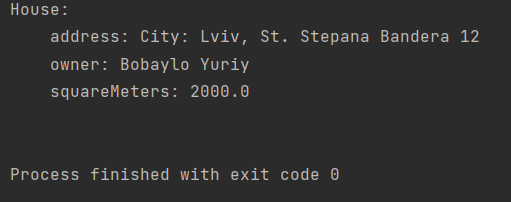 House:
address: City: Lviv, St. Stepana Bandera 12
owner: Bobaylo Yuriy
squareMeters: 2000.0
Process finished with exit code 0